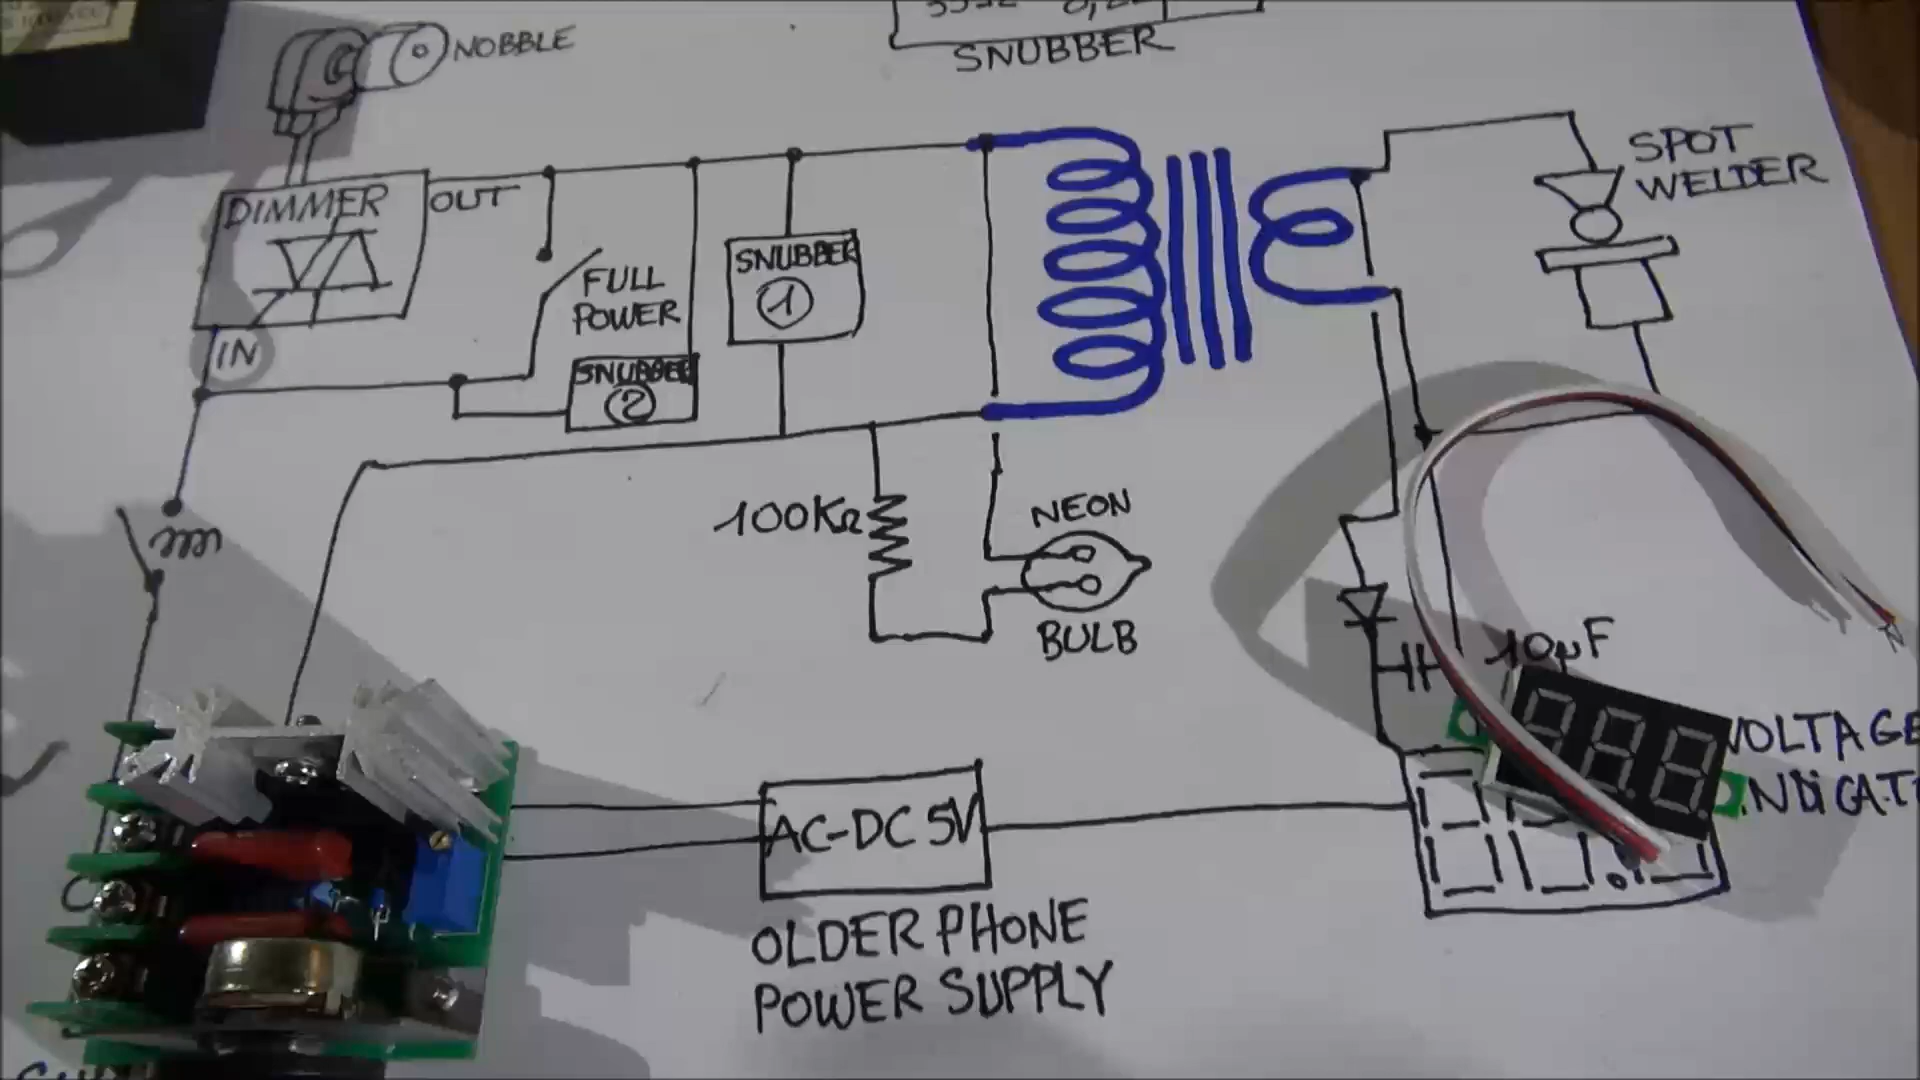 NOBBLE
SNUBBER
DIMMER
OUT
IN
FULL
POWER
SNUBBER
1
SNUBBER
2
SPOT
WELDER
100KΩ
NEON
BULB
10µF
VOLTAGE
AC-DC 5V
OLDER PHONE
POWER SUPPLY